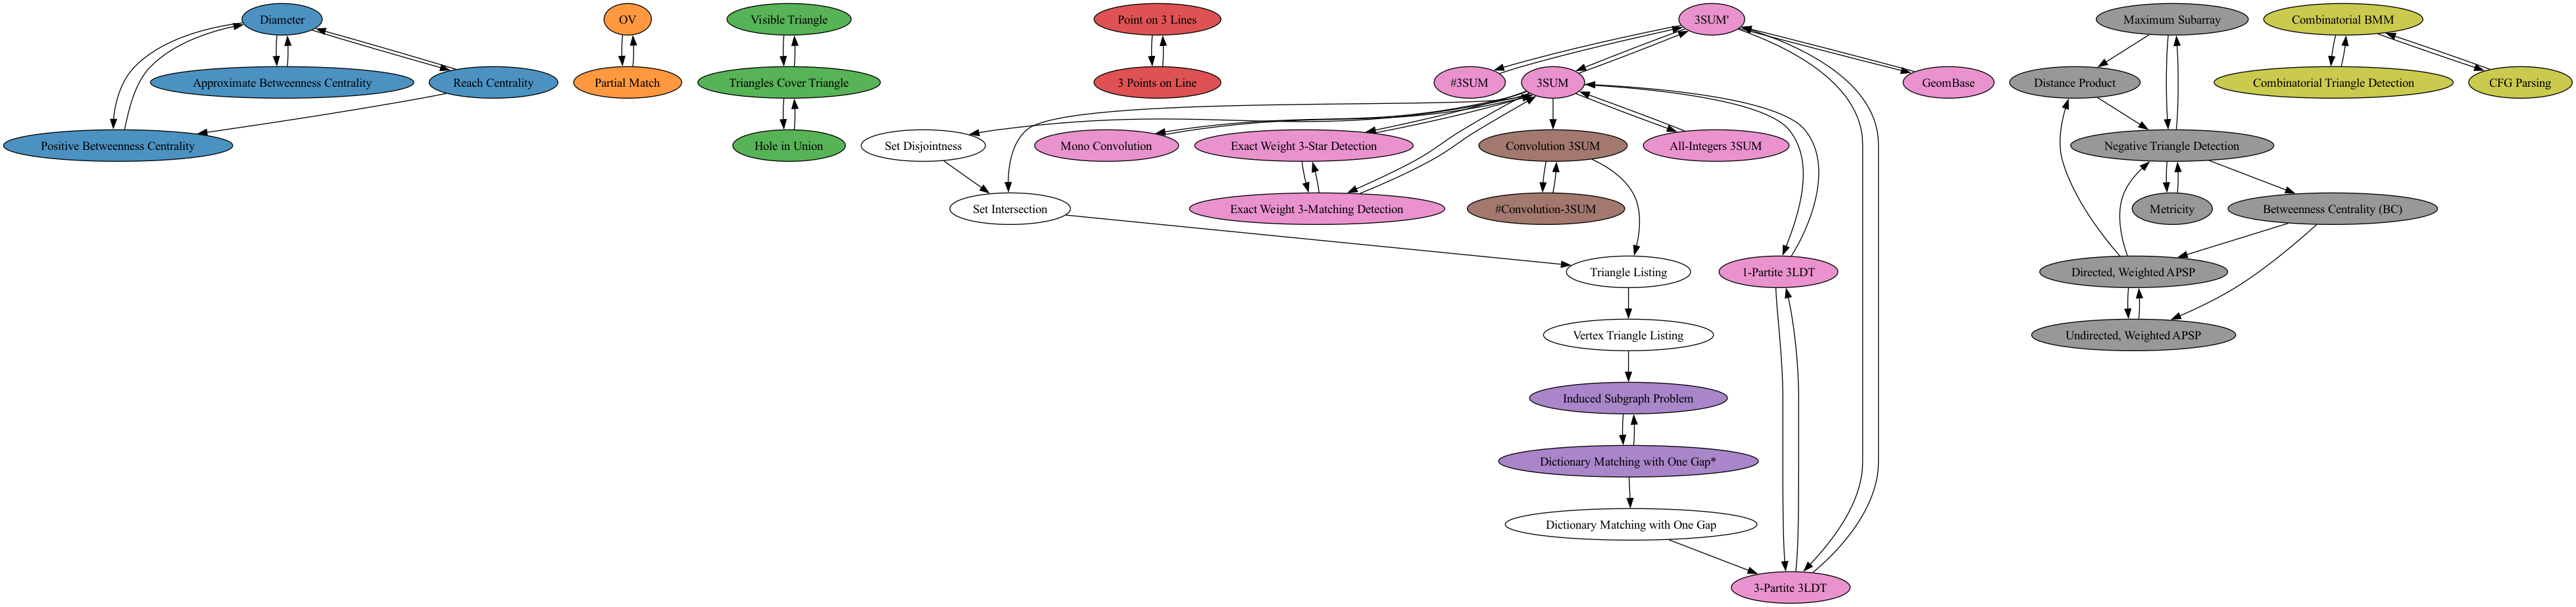 Diameter
OV
Visible Triangle
Point on 3 Lines
3SUM'
Maximum Subarray
Combinatorial BMM
Approximate Betweenness Centrality
Reach Centrality
Partial Match
Triangles Cover Triangle
3 Points on Line
#3SUM
3SUM
GeomBase
Distance Product
Combinatorial Triangle Detection
CFG Parsing
Positive Betweenness Centrality
Hole in Union
Set Disjointness
Mono Convolution
Exact Weight 3-Star Detection
Convolution 3SUM
All-Integers 3SUM
Negative Triangle Detection
Set Intersection
Exact Weight 3-Matching Detection
#Convolution-3SUM
Metricity
Betweenness Centrality (BC)
Triangle Listing
1-Partite 3LDT
Directed, Weighted APSP
Vertex Triangle Listing
Undirected, Weighted APSP
Induced Subgraph Problem
Dictionary Matching with One Gap*
Dictionary Matching with One Gap
3-Partite 3LDT